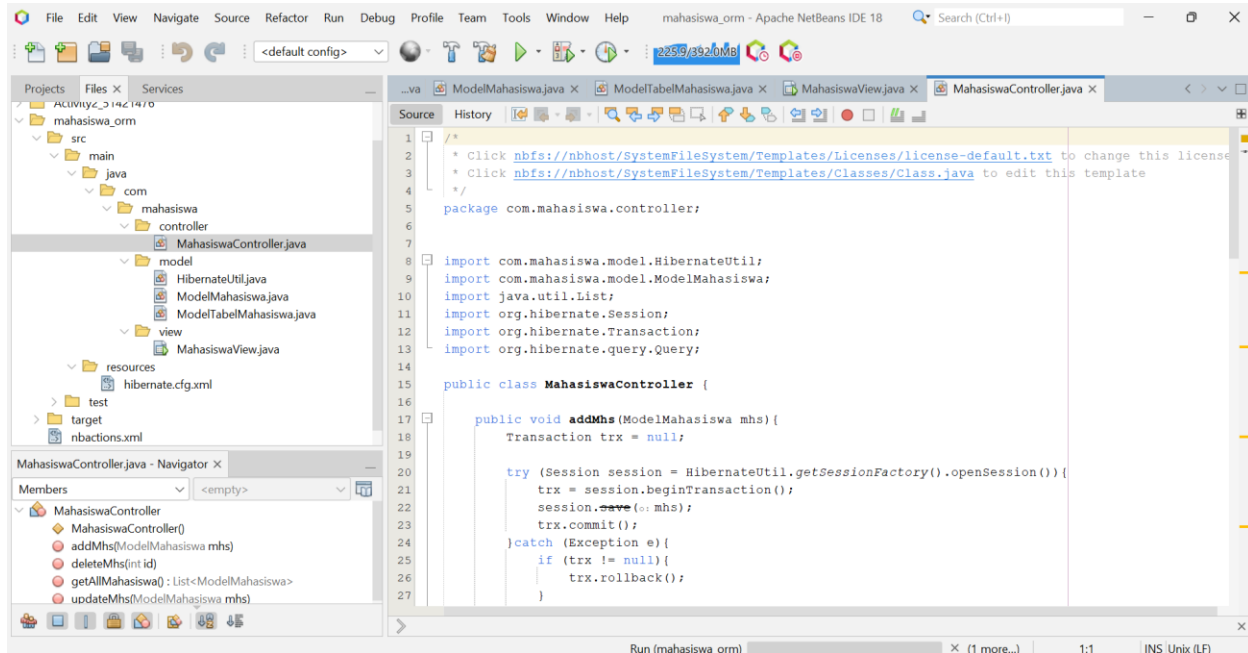 File Edit View Navigate Source Refactor Run Debug Profile Team Tools Window Help mahasiswa_orm - Apache NetBeans IDE 18 Search (Ctrl+I)
<default config> 225.9/392.0MB
Projects Files × Services
...va ModelMahasiswa.java × ModelTabelMahasiswa.java × MahasiswaView.java × MahasiswaController.java ×
Activity2_51421476
mahasiswa_orm
src
main
java
com
mahasiswa
controller
MahasiswaController.java
model
HibernateUtil.java
ModelMahasiswa.java
ModelTabelMahasiswa.java
view
MahasiswaView.java
resources
hibernate.cfg.xml
test
target
nbactions.xml
MahasiswaController.java - Navigator ×
Members <empty>
MahasiswaController
MahasiswaController()
addMhs(ModelMahasiswa mhs)
deleteMhs(int id)
getAllMahasiswa() : List<ModelMahasiswa>
updateMhs(ModelMahasiswa mhs)
Source History
1 /*
2 * Click nbfs://nbhost/SystemFileSystem/Templates/Licenses/license-default.txt to change this license
3 * Click nbfs://nbhost/SystemFileSystem/Templates/Classes/Class.java to edit this template
4 */
5 package com.mahasiswa.controller;
6
7
8 import com.mahasiswa.model.HibernateUtil;
9 import com.mahasiswa.model.ModelMahasiswa;
10 import java.util.List;
11 import org.hibernate.Session;
12 import org.hibernate.Transaction;
13 import org.hibernate.query.Query;
14
15 public class MahasiswaController {
16
17 public void addMhs(ModelMahasiswa mhs){
18 Transaction trx = null;
19
20 try (Session session = HibernateUtil.getSessionFactory().openSession()){
21 trx = session.beginTransaction();
22 session.save(o: mhs);
23 trx.commit();
24 }catch (Exception e){
25 if (trx != null){
26 trx.rollback();
27 }
Run (mahasiswa_orm) × (1 more...) 1:1 INS Unix (LF)